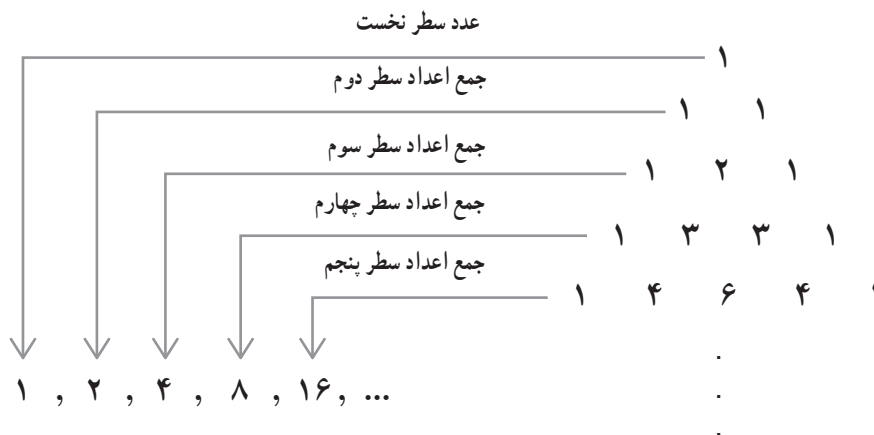 عدد سطر نخست
۱
جمع اعداد سطر دوم
۱ ۱
جمع اعداد سطر سوم
۱ ۲ ۱
جمع اعداد سطر چهارم
۱ ۳ ۳ ۱
جمع اعداد سطر پنجم
۱ ۴ ۶ ۴
۱ , ۲ , ۴ , ۸ , ۱۶, ...
.
.
.